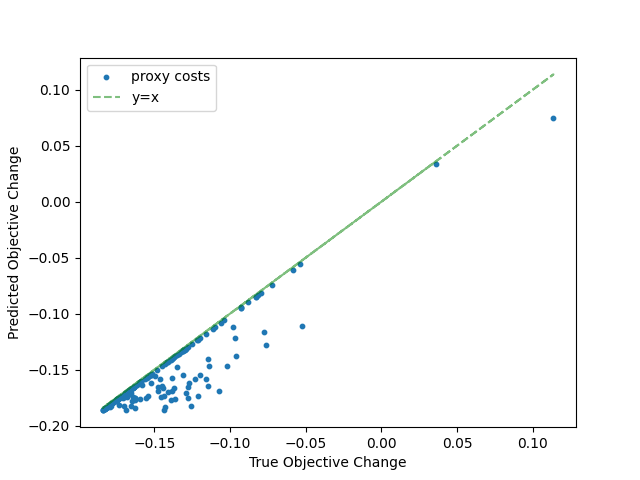 proxy costs
y=x
0.10
0.05
0.00
−0.05
−0.10
−0.15
−0.20
Predicted Objective Change
−0.15 −0.10 −0.05 0.00 0.05 0.10
True Objective Change